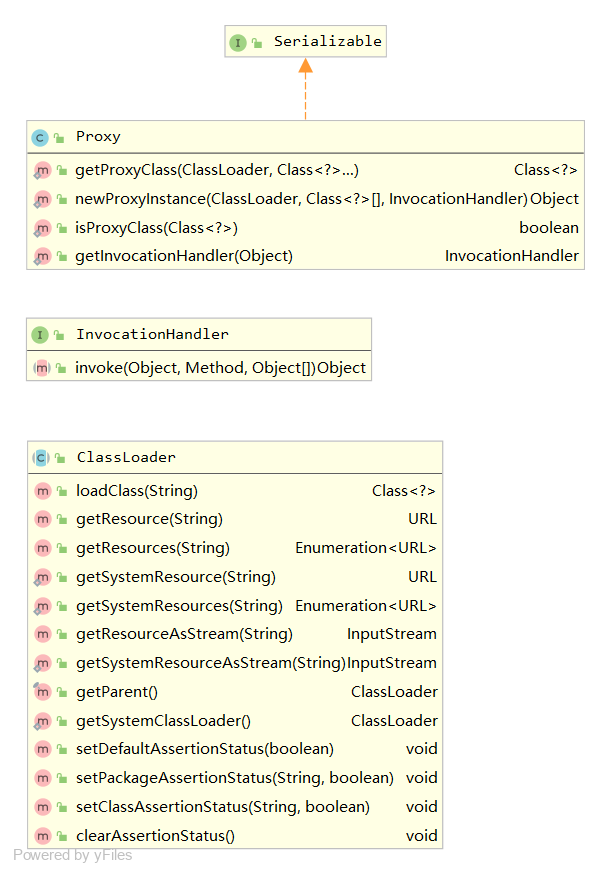 Serializable
Proxy
getProxyClass(ClassLoader, Class<?>...) Class<?>
newProxyInstance(ClassLoader, Class<?>[], InvocationHandler) Object
isProxyClass(Class<?>) boolean
getInvocationHandler(Object) InvocationHandler
InvocationHandler
invoke(Object, Method, Object[]) Object
ClassLoader
loadClass(String) Class<?>
getResource(String) URL
getResources(String) Enumeration<URL>
getSystemResource(String) URL
getSystemResources(String) Enumeration<URL>
getResourceAsStream(String) InputStream
getSystemResourceAsStream(String) InputStream
getParent() ClassLoader
getSystemClassLoader() ClassLoader
setDefaultAssertionStatus(boolean) void
setPackageAssertionStatus(String, boolean) void
setClassAssertionStatus(String, boolean) void
clearAssertionStatus() void
Powered by yFiles